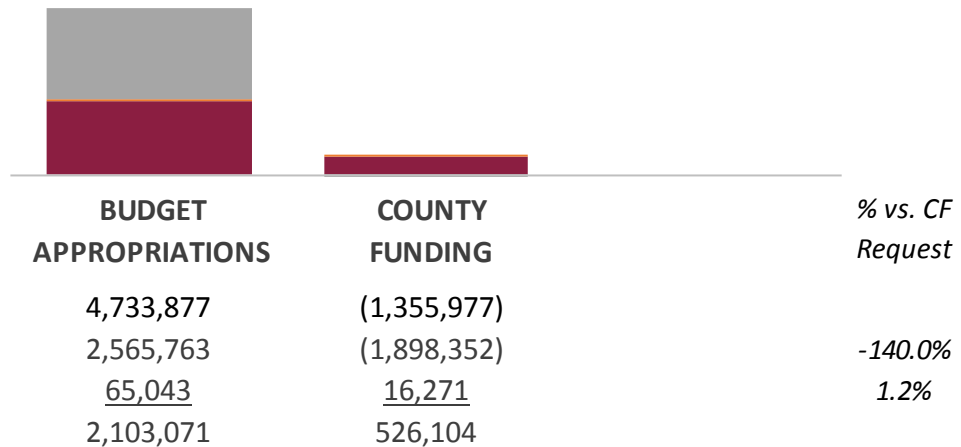 BUDGET APPROPRIATIONS COUNTY FUNDING % vs. CF Request
4,733,877 (1,355,977)
2,565,763 (1,898,352) -140.0%
65,043 16,271 1.2%
2,103,071 526,104